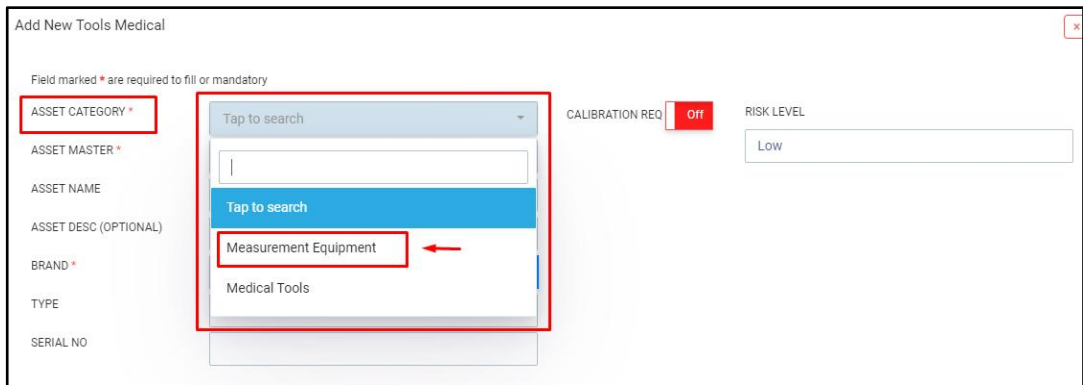 Add New Tools Medical
x
Field marked * are required to fill or mandatory
ASSET CATEGORY *
Tap to search
CALIBRATION REQ
Off
RISK LEVEL
Low
ASSET MASTER *
ASSET NAME
Tap to search
ASSET DESC (OPTIONAL)
Measurement Equipment
BRAND *
Medical Tools
TYPE
SERIAL NO